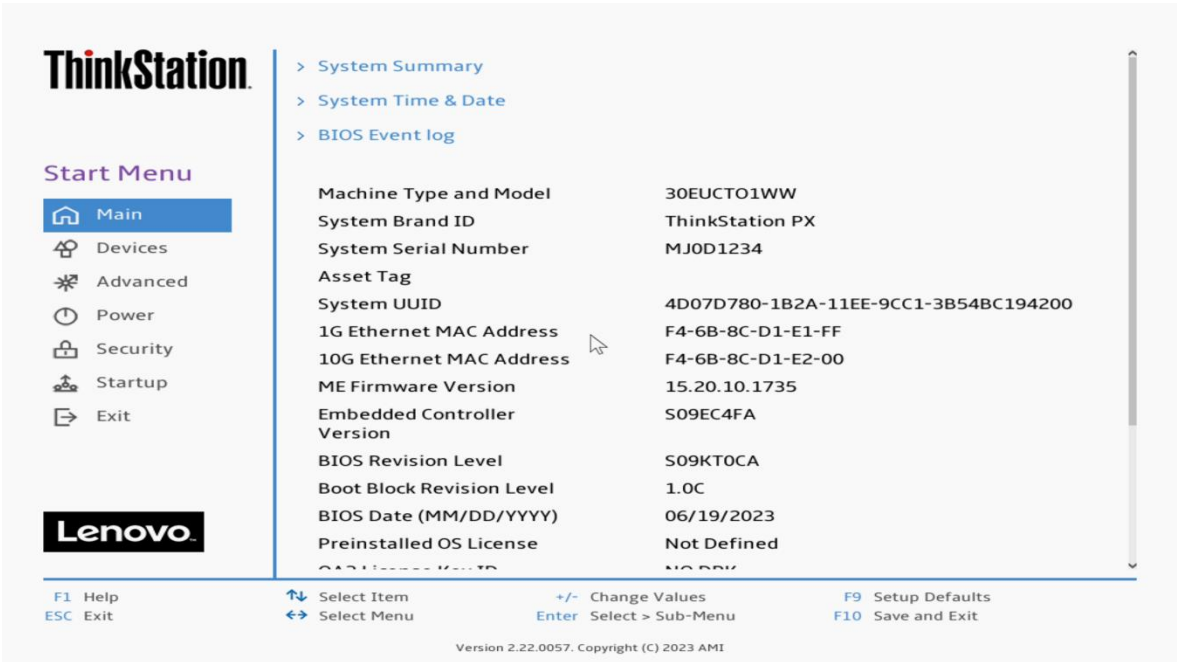 ThinkStation
Start Menu
Main
Devices
Advanced
Power
Security
Startup
Exit
Lenovo
> System Summary
> System Time & Date
> BIOS Event log
Machine Type and Model 30EUCTO1WW
System Brand ID ThinkStation PX
System Serial Number MJ0D1234
Asset Tag
System UUID 4D07D780-1B2A-11EE-9CC1-3B54BC194200
1G Ethernet MAC Address F4-6B-8C-D1-E1-FF
10G Ethernet MAC Address F4-6B-8C-D1-E2-00
ME Firmware Version 15.20.10.1735
Embedded Controller S09EC4FA
Version
BIOS Revision Level S09KT0CA
Boot Block Revision Level 1.0C
BIOS Date (MM/DD/YYYY) 06/19/2023
Preinstalled OS License Not Defined
F1 Help ↑↓ Select Item +/- Change Values F9 Setup Defaults
ESC Exit ↔ Select Menu Enter Select > Sub-Menu F10 Save and Exit
Version 2.22.0057. Copyright (C) 2023 AMI